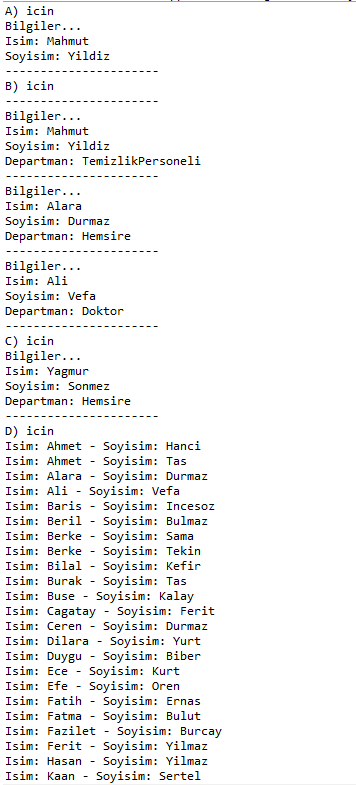 A) icin
Bilgiler...
Isim: Mahmut
Soyisim: Yildiz
----------------------
B) icin
----------------------
Bilgiler...
Isim: Mahmut
Soyisim: Yildiz
Departman: TemizlikPersoneli
----------------------
Bilgiler...
Isim: Alara
Soyisim: Durmaz
Departman: Hemsire
----------------------
Bilgiler...
Isim: Ali
Soyisim: Vefa
Departman: Doktor
----------------------
C) icin
Bilgiler...
Isim: Yagmur
Soyisim: Sonmez
Departman: Hemsire
----------------------
D) icin
Isim: Ahmet - Soyisim: Hanci
Isim: Ahmet - Soyisim: Tas
Isim: Alara - Soyisim: Durmaz
Isim: Ali - Soyisim: Vefa
Isim: Baris - Soyisim: Incesoz
Isim: Beril - Soyisim: Bulmaz
Isim: Berke - Soyisim: Sama
Isim: Berke - Soyisim: Tekin
Isim: Bilal - Soyisim: Kefir
Isim: Burak - Soyisim: Tas
Isim: Buse - Soyisim: Kalay
Isim: Cagatay - Soyisim: Ferit
Isim: Ceren - Soyisim: Durmaz
Isim: Dilara - Soyisim: Yurt
Isim: Duygu - Soyisim: Biber
Isim: Ece - Soyisim: Kurt
Isim: Efe - Soyisim: Oren
Isim: Fatih - Soyisim: Ernas
Isim: Fatma - Soyisim: Bulut
Isim: Fazilet - Soyisim: Burcay
Isim: Ferit - Soyisim: Yilmaz
Isim: Hasan - Soyisim: Yilmaz
Isim: Kaan - Soyisim: Sertel